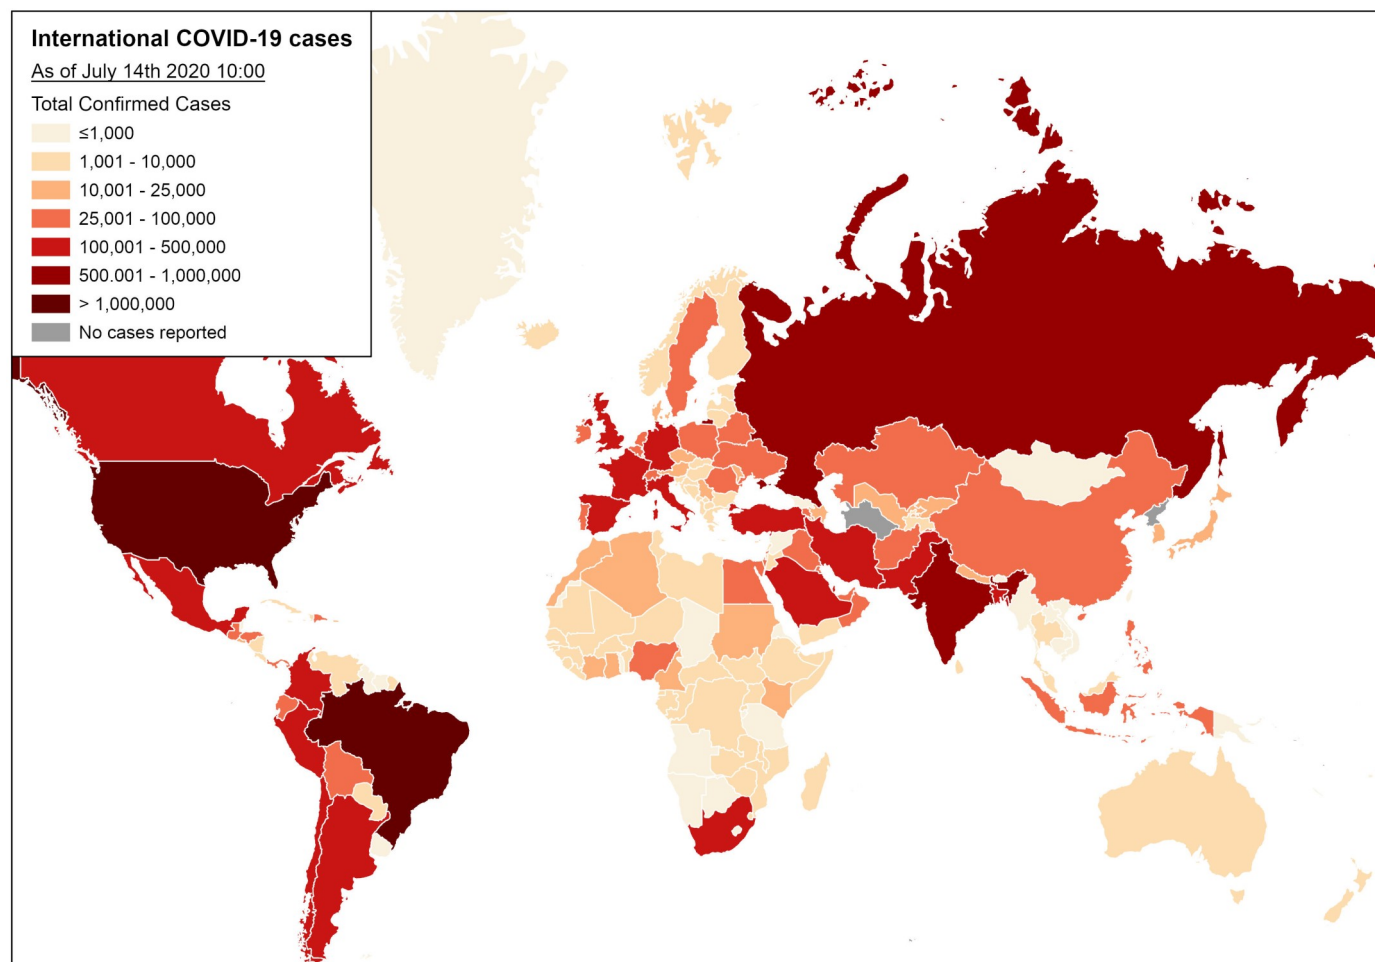 International COVID-19 cases
As of July 14th 2020 10:00
Total Confirmed Cases
≤1,000
1,001 - 10,000
10,001 - 25,000
25,001 - 100,000
100,001 - 500,000
500.001 - 1,000,000
> 1,000,000
No cases reported